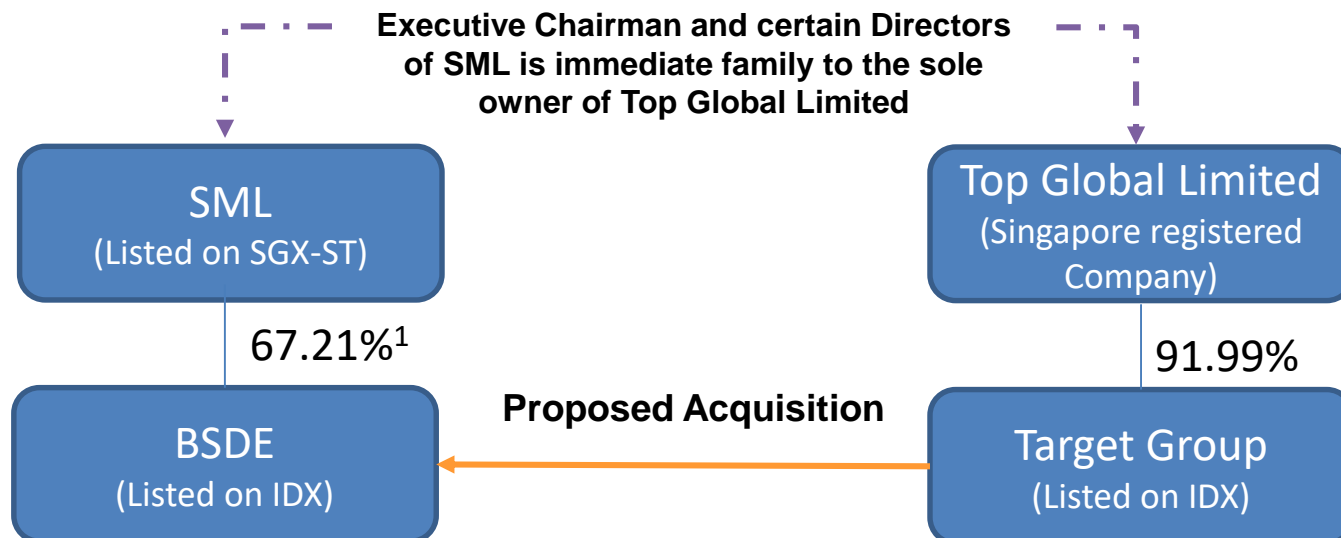 Executive Chairman and certain Directors
of SML is immediate family to the sole
owner of Top Global Limited
SML
(Listed on SGX-ST)
Top Global Limited
(Singapore registered
Company)
67.21%¹
91.99%
Proposed Acquisition
BSDE
(Listed on IDX)
Target Group
(Listed on IDX)